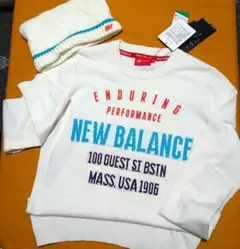 ENDURING
PERFORMANCE
NEW BALANCE
100 GUEST ST BSTN
MASS. USA 1906